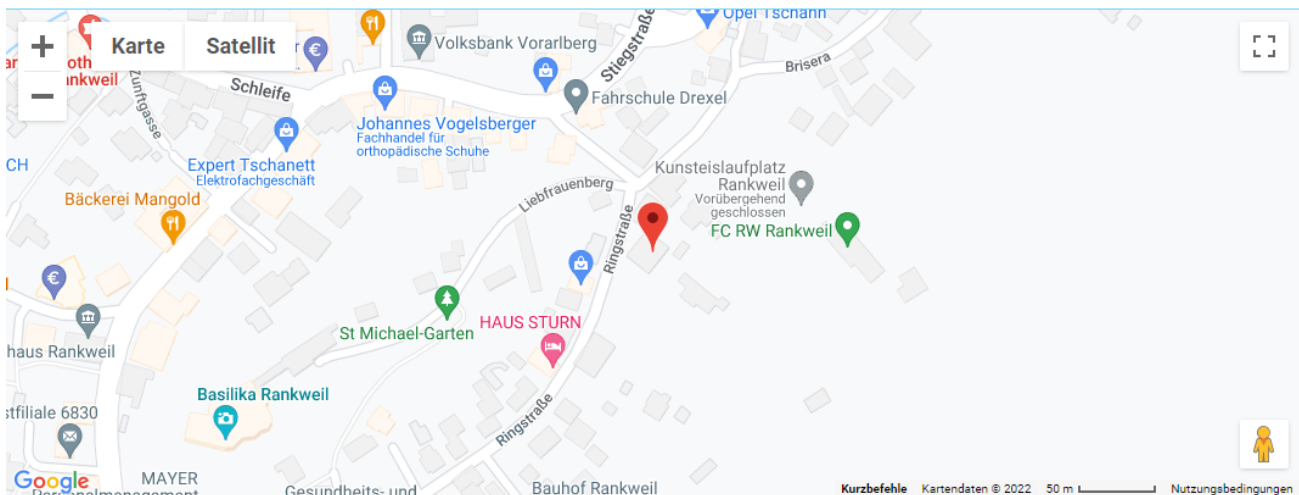 Opel Tschann
Karte
Satellit
Volksbank Vorarlberg
Stiegstraße
Brisera
Rankweil
Zunftgasse
Schleife
Fahrschule Drexel
Johannes Vogelsberger
Fachhandel für
orthopädische Schuhe
CH
Expert Tschanett
Elektrofachgeschäft
Kunsteislaufplatz
Rankweil
Vorübergehend
geschlossen
Bäckerei Mangold
Liebfrauenberg
FC RW Rankweil
Ringstraße
HAUS STURN
St Michael-Garten
haus Rankweil
Basilika Rankweil
stfiliale 6830
Ringstraße
MAYER
Google
Gesundheits- und
Bauhof Rankweil
Kurzbefehle
Kartendaten © 2022
50 m
Nutzungsbedingungen